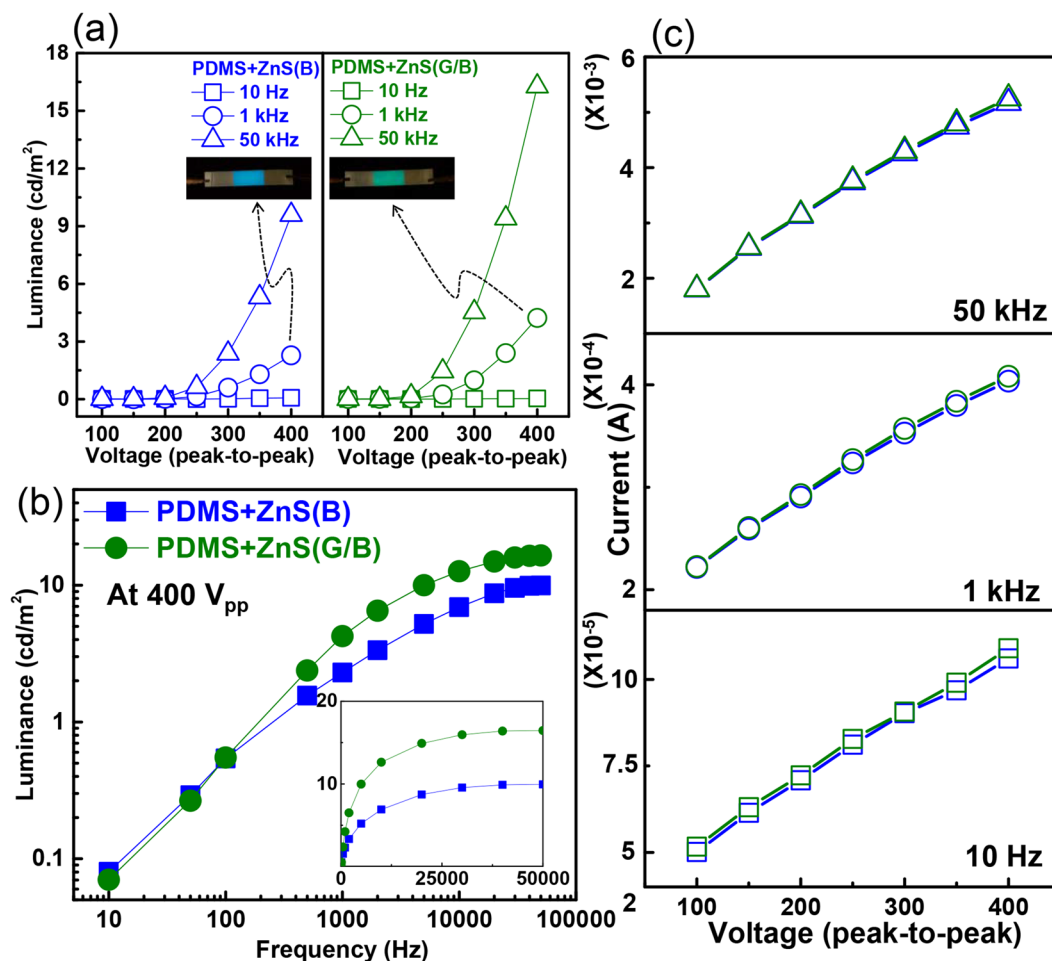 (a)
18
15
12
9
6
3
0
Luminance (cd/m²)
PDMS+ZnS(B)
10 Hz
1 kHz
50 kHz
PDMS+ZnS(G/B)
10 Hz
1 kHz
50 kHz
100 200 300 400 100 200 300 400
Voltage (peak-to-peak) Voltage (peak-to-peak)
(b)
PDMS+ZnS(B)
PDMS+ZnS(G/B)
At 400 Vpp
10
1
0.1
Luminance (cd/m²)
20
10
0 25000 50000
10 100 1000 10000 100000
Frequency (Hz)
(c)
(X10⁻³)
6
4
2
50 kHz
(X10⁻⁴)
4
2
1 kHz
Current (A)
(X10⁻⁵)
10
7.5
5
2
10 Hz
100 200 300 400
Voltage (peak-to-peak)